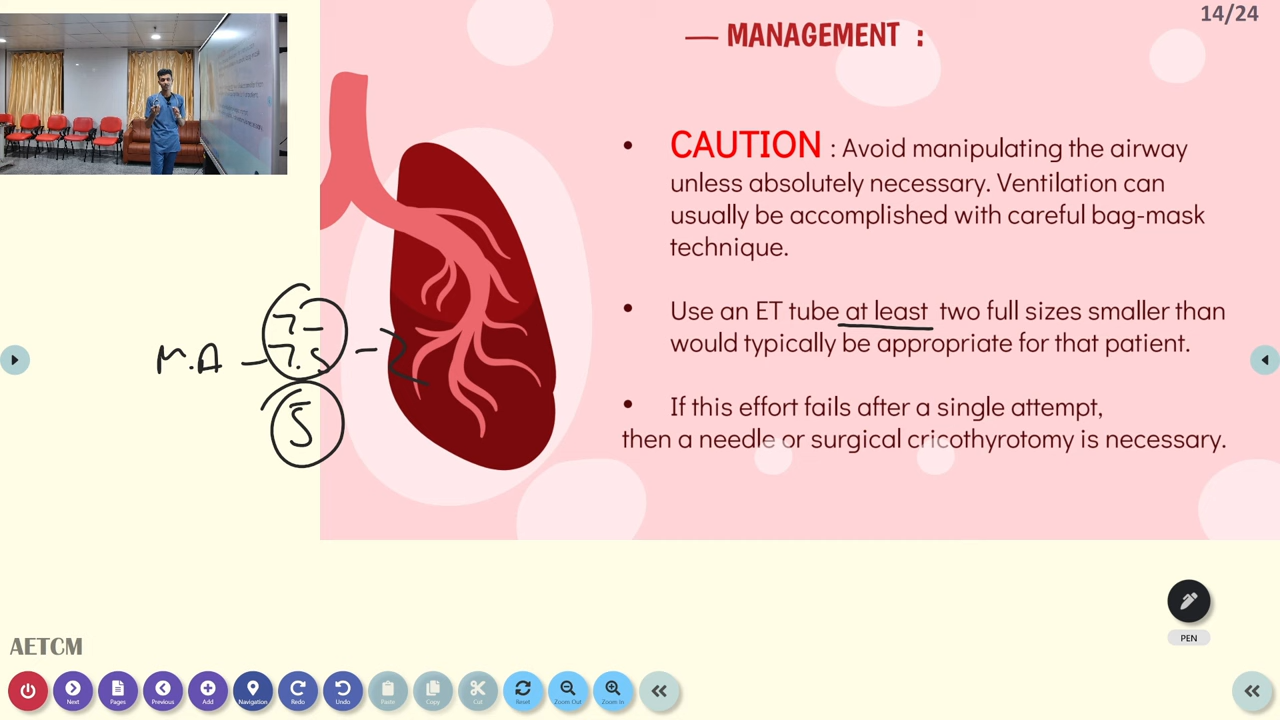 14/24
— MANAGEMENT :
• CAUTION : Avoid manipulating the airway
unless absolutely necessary. Ventilation can
usually be accomplished with careful bag-mask
technique.
• Use an ET tube at least two full sizes smaller than
would typically be appropriate for that patient.
• If this effort fails after a single attempt,
then a needle or surgical cricothyrotomy is necessary.
7-
M.A - 7.5 - 2
5
PEN
AETCM
Next Pages Previous Add Navigation Redo Undo Paste Copy Cut Reset Zoom Out Zoom In